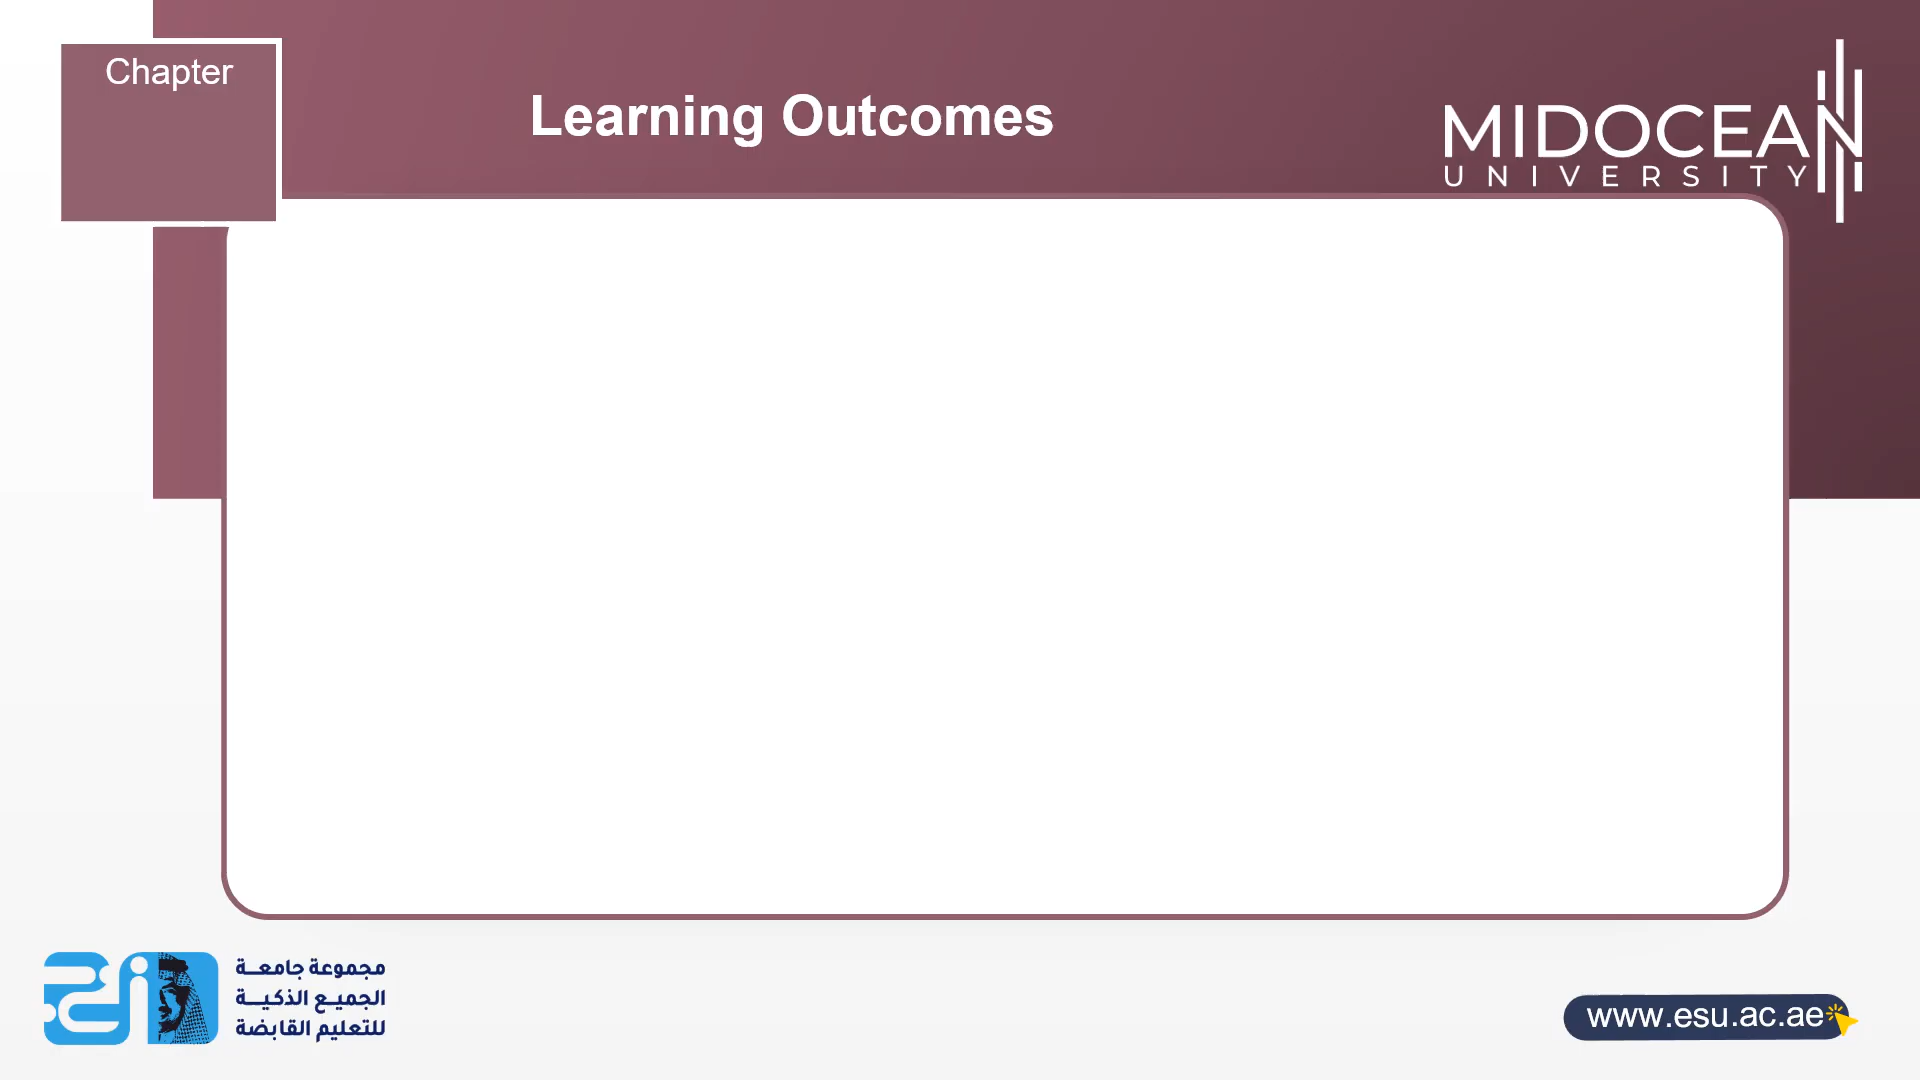 Chapter
Learning Outcomes
MIDOCEAN
UNIVERSITY
مجموعة جامعة
الجميع الذكية
للتعليم القابضة
www.esu.ac.ae